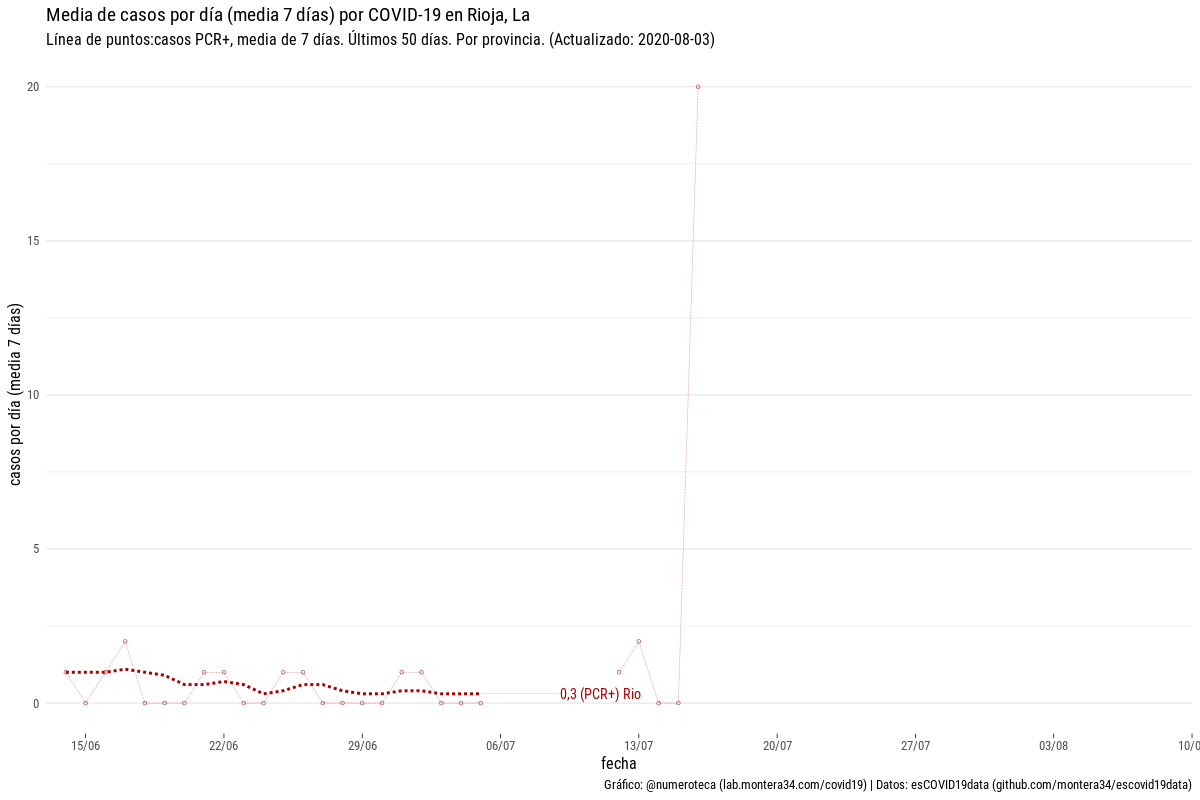 Media de casos por día (media 7 días) por COVID-19 en Rioja, La
Línea de puntos:casos PCR+, media de 7 días. Últimos 50 días. Por provincia. (Actualizado: 2020-08-03)
casos por día (media 7 días)
20
15
10
5
0
0,3 (PCR+) Rio
15/06 22/06 29/06 06/07 13/07 20/07 27/07 03/08 10/0
fecha
Gráfico: @numeroteca (lab.montera34.com/covid19) | Datos: esCOVID19data (github.com/montera34/escovid19data)